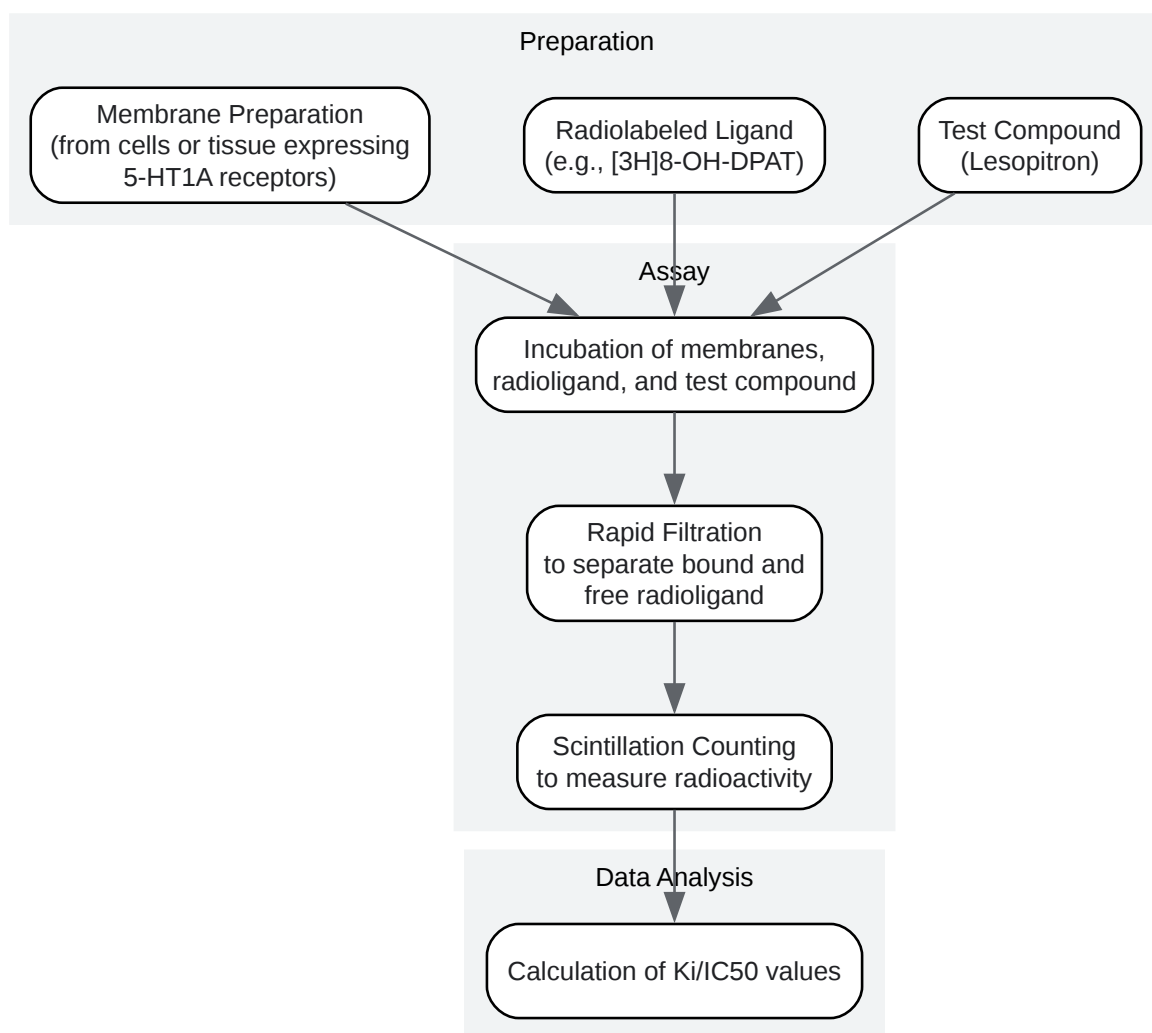 Preparation
Membrane Preparation
(from cells or tissue expressing
5-HT1A receptors)
Radiolabeled Ligand
(e.g., [3H]8-OH-DPAT)
Test Compound
(Lesopitron)
Assay
Incubation of membranes,
radioligand, and test compound
Rapid Filtration
to separate bound and
free radioligand
Scintillation Counting
to measure radioactivity
Data Analysis
Calculation of Ki/IC50 values